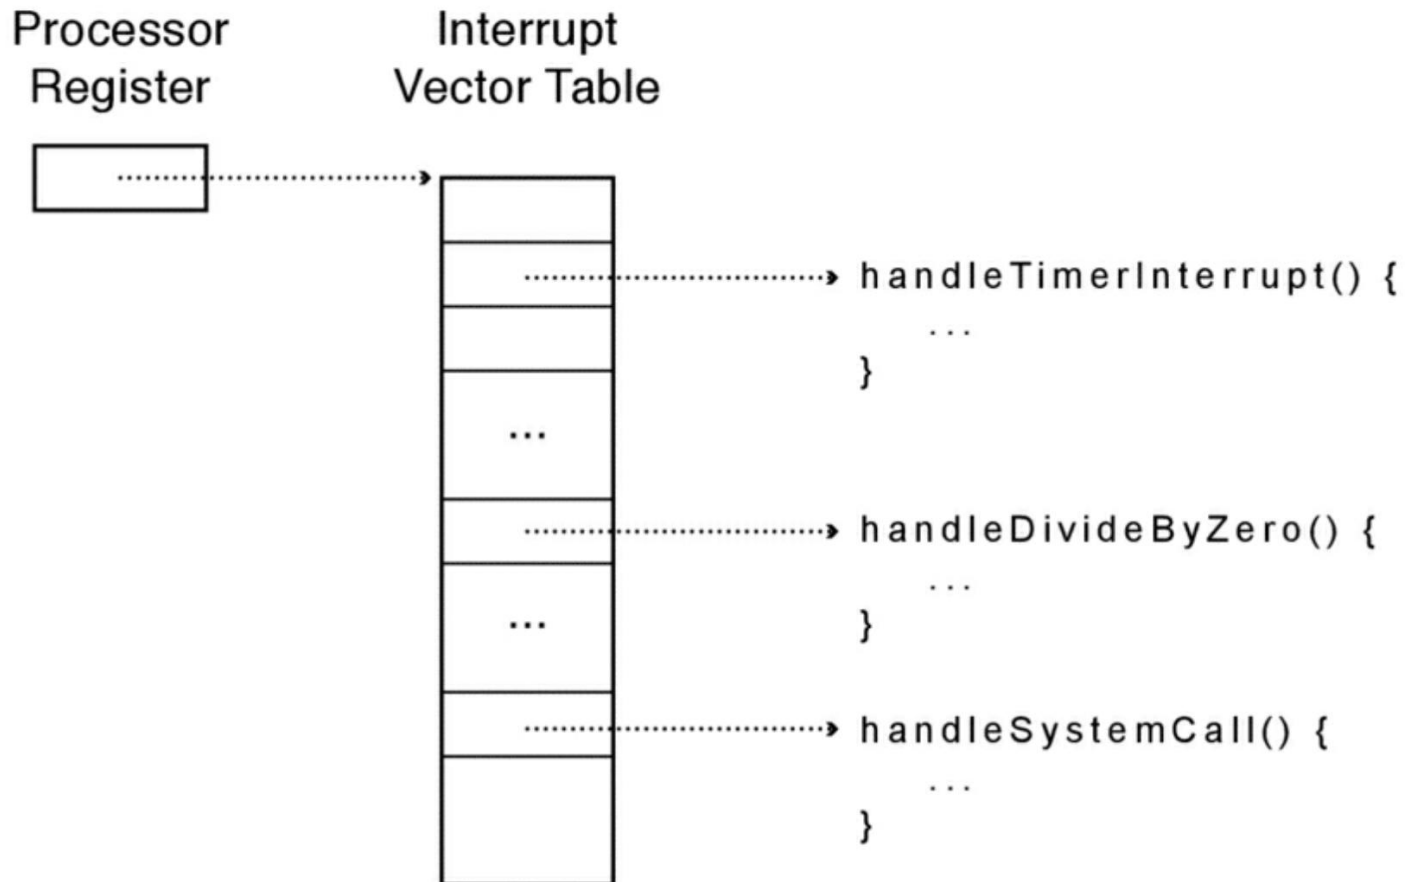 Processor
Register
Interrupt
Vector Table
handleTimerInterrupt() {
...
}
...
handleDivideByZero() {
...
}
...
handleSystemCall() {
...
}